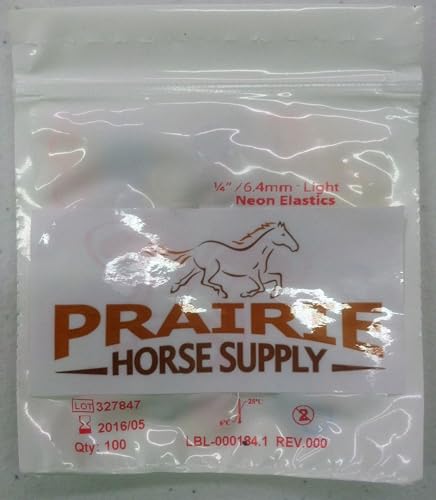 ¼" / 6.4mm - Light
Neon Elastics
PRAIRIE
HORSE SUPPLY
LOT 327847
25°C
2016/05
Qty: 100
LBL-000184.1 REV.000